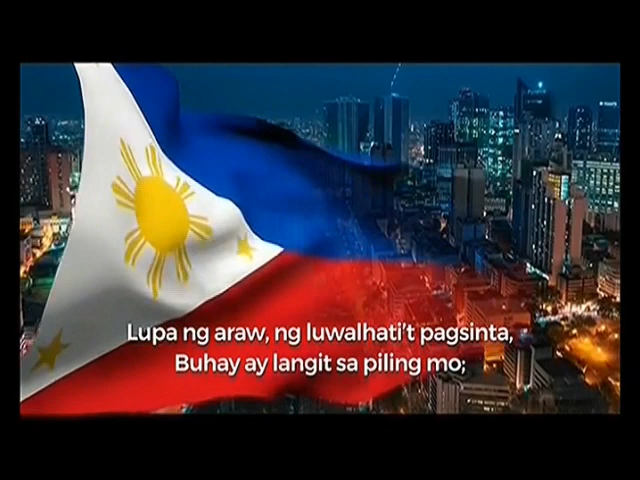 Lupa ng araw, ng luwalhati't pagsinta,
Buhay ay langit sa piling mo;